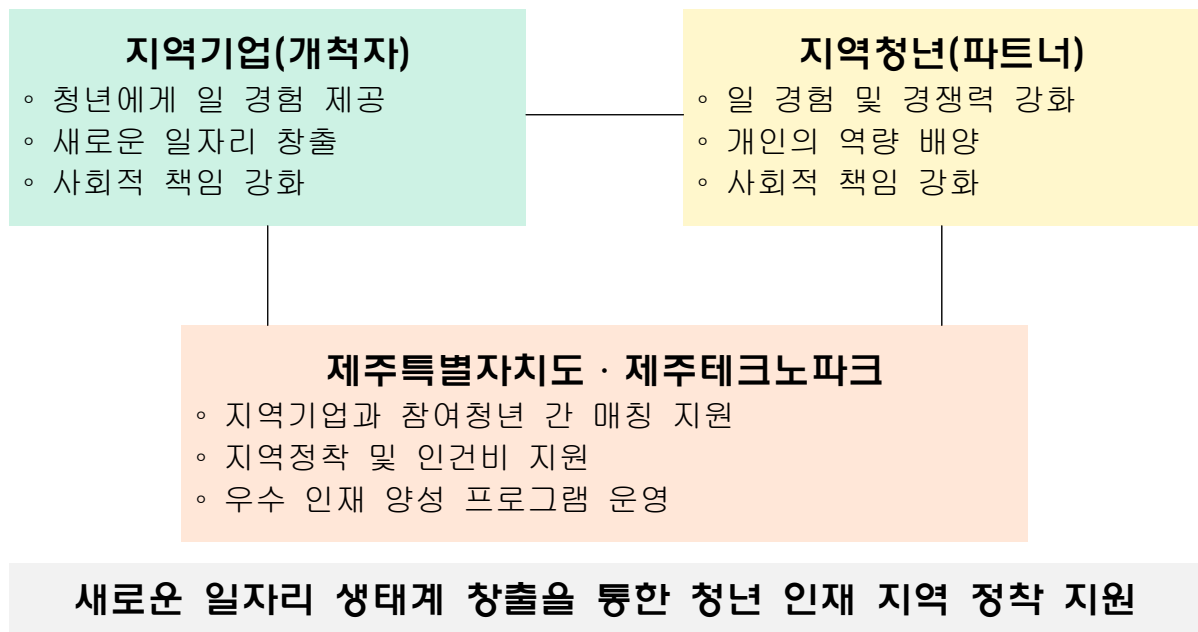 지역기업(개척자)
◦ 청년에게 일 경험 제공
◦ 새로운 일자리 창출
◦ 사회적 책임 강화
지역청년(파트너)
◦ 일 경험 및 경쟁력 강화
◦ 개인의 역량 배양
◦ 사회적 책임 강화
제주특별자치도 · 제주테크노파크
◦ 지역기업과 참여청년 간 매칭 지원
◦ 지역정착 및 인건비 지원
◦ 우수 인재 양성 프로그램 운영
새로운 일자리 생태계 창출을 통한 청년 인재 지역 정착 지원